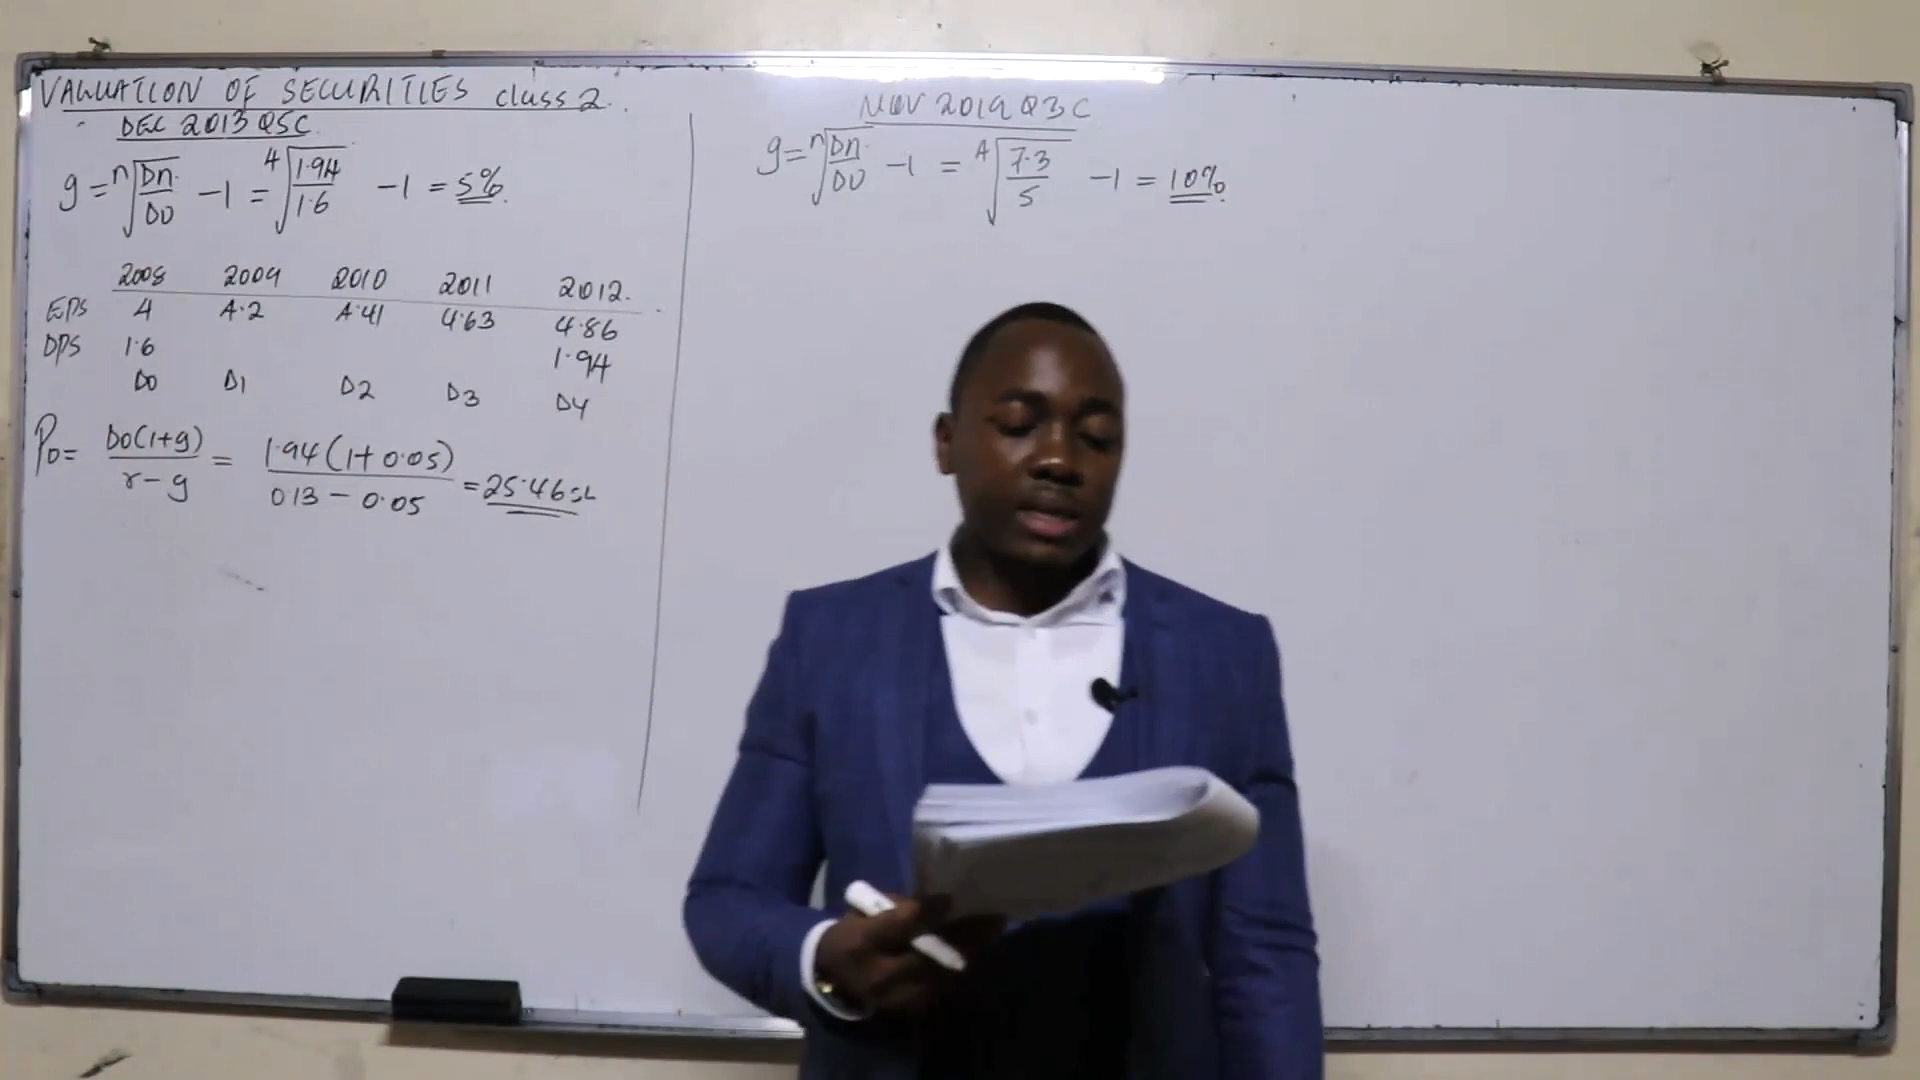 VALUATION OF SECURITIES class 2.
DEC 2013 Q5C
g = n√(Dn/D0) - 1 = 4√(1.94/1.6) - 1 = 5%.
2008 2009 2010 2011 2012.
EPS 4 4.2 4.41 4.63 4.86
DPS 1.6 1.94
D0 D1 D2 D3 D4
P0 = D0(1+g)/r-g = 1.94(1+0.05)/013-0.05 = 25.46
NOV 2019 Q3C
g = n√(Dn/D0) - 1 = 4√(7.3/5) - 1 = 10%.